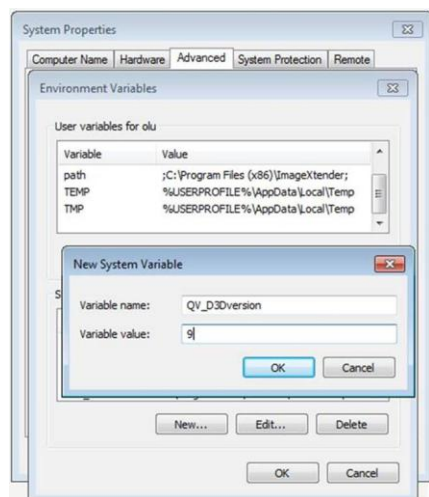 System Properties
Computer Name Hardware Advanced System Protection Remote
Environment Variables
User variables for olu
Variable Value
path ;C:\Program Files (x86)\ImageXtender;
TEMP %USERPROFILE%\AppData\Local\Temp
TMP %USERPROFILE%\AppData\Local\Temp
New System Variable
S
Variable name: QV_D3Dversion
Variable value: 9
OK Cancel
New... Edit... Delete
OK Cancel